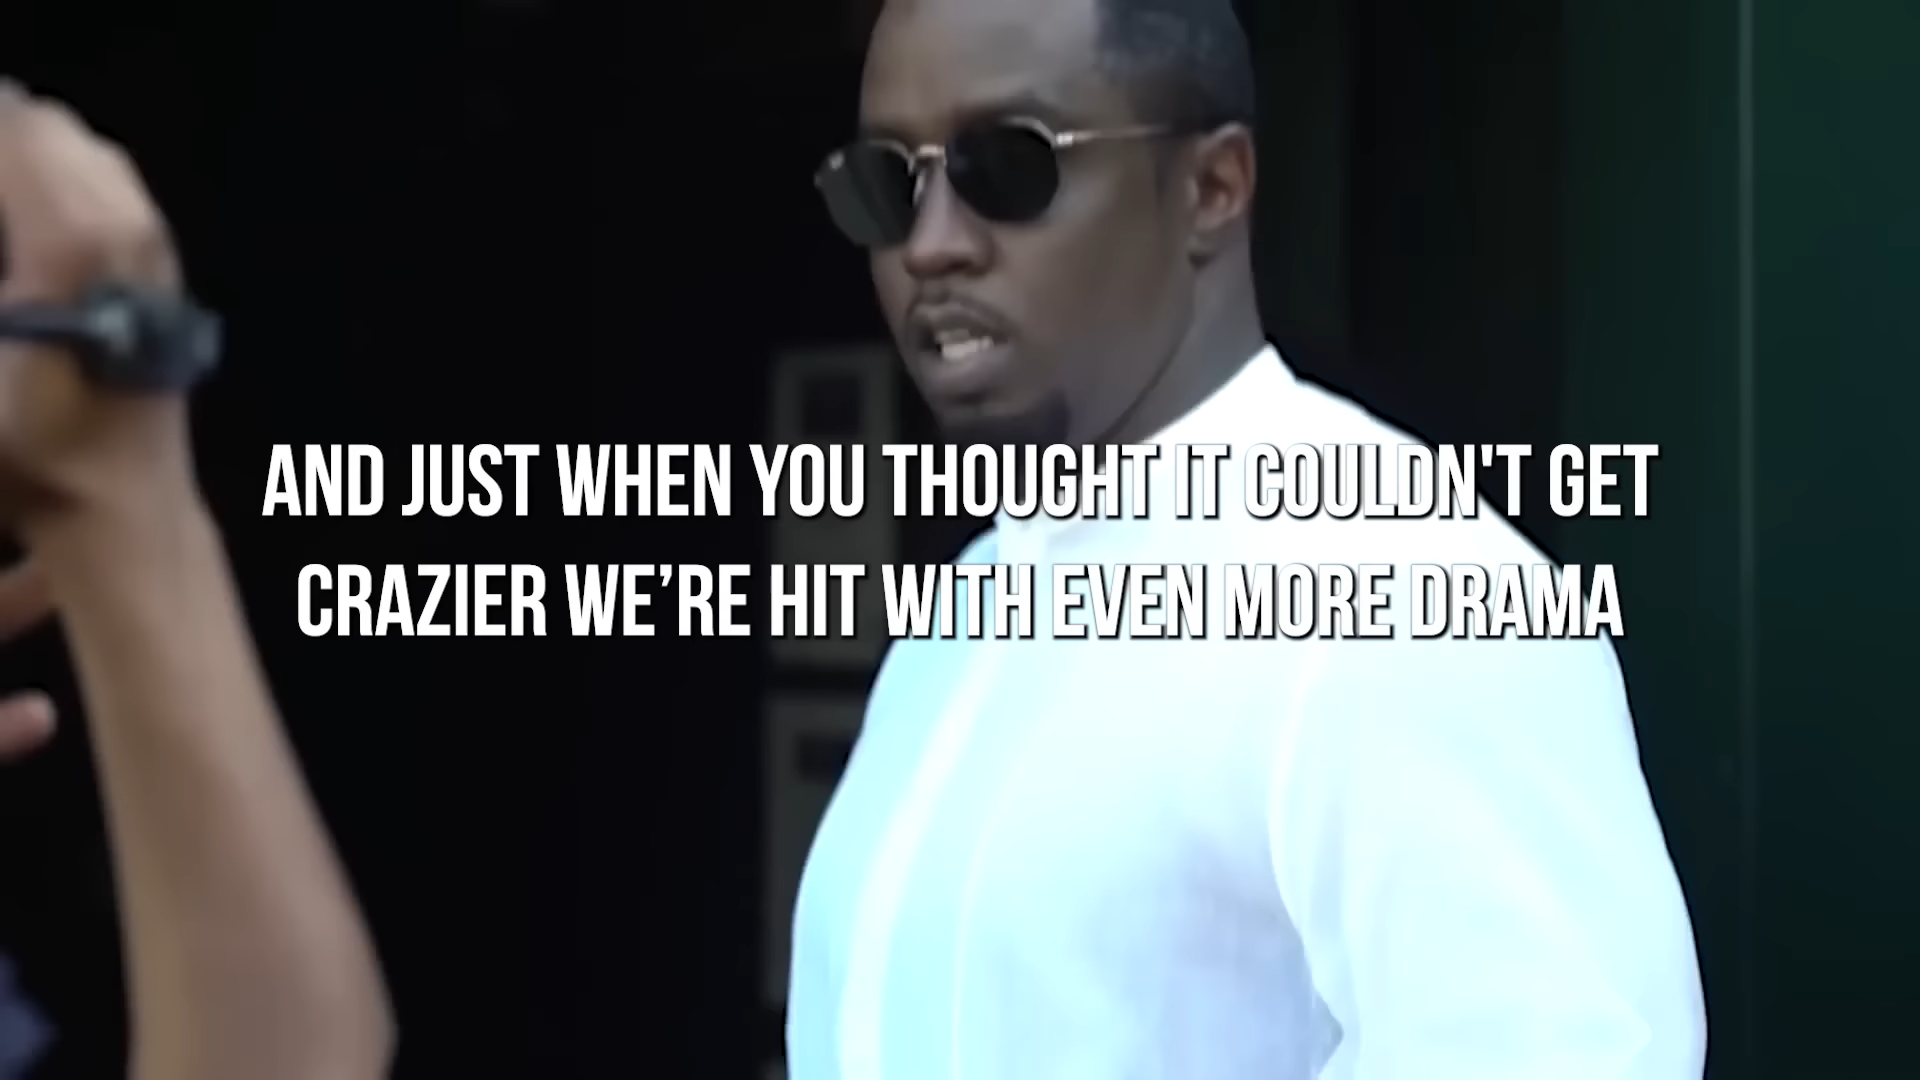 AND JUST WHEN YOU THOUGHT IT COULDN'T GET
CRAZIER WE’RE HIT WITH EVEN MORE DRAMA